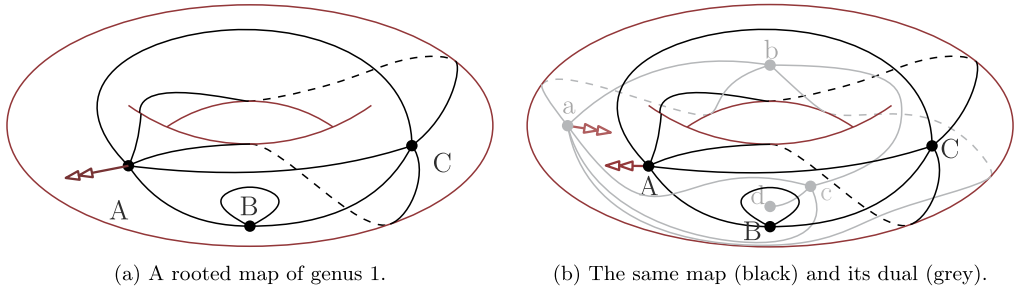 A
B
C
a
b
A
B
C
d
c
(a) A rooted map of genus 1.
(b) The same map (black) and its dual (grey).